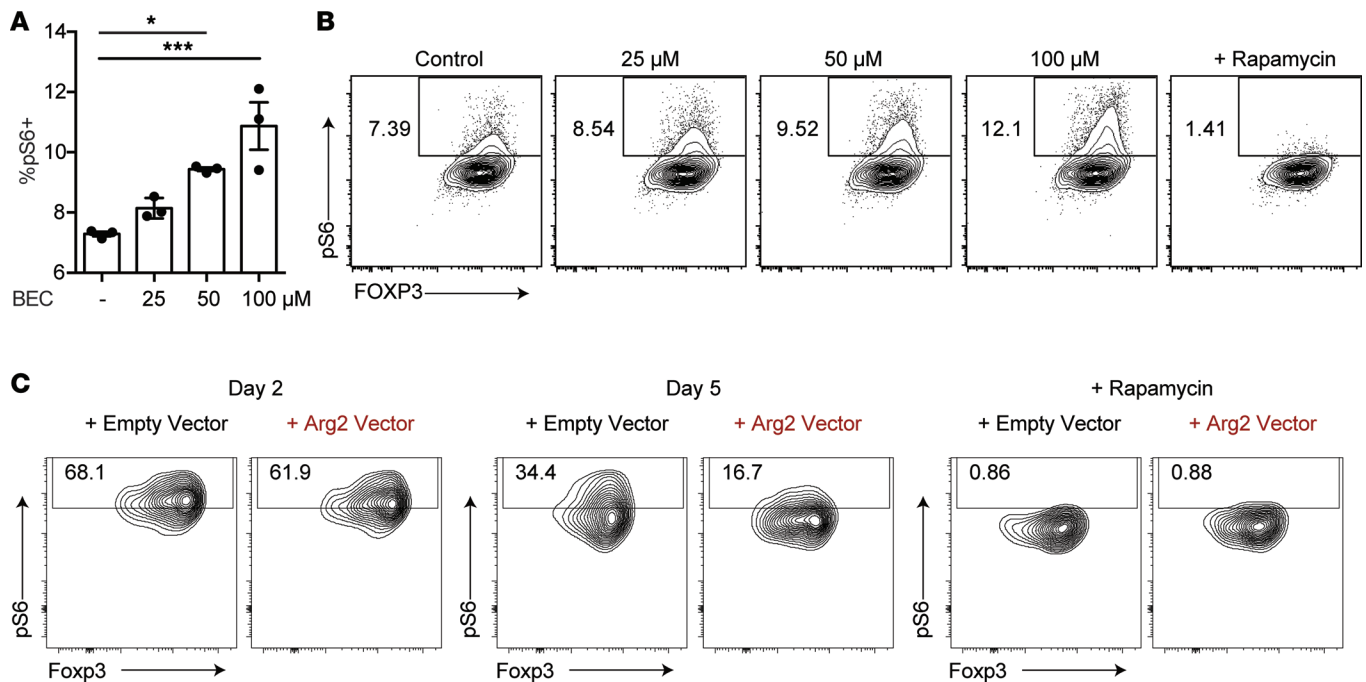 A
*
***
14
12
10
8
6
%pS6+
BEC - 25 50 100 µM
B
Control 25 µM 50 µM 100 µM + Rapamycin
7.39 8.54 9.52 12.1 1.41
pS6
FOXP3
C
Day 2 Day 5 + Rapamycin
+ Empty Vector + Arg2 Vector + Empty Vector + Arg2 Vector + Empty Vector + Arg2 Vector
68.1 61.9 34.4 16.7 0.86 0.88
pS6 pS6 pS6
Foxp3 Foxp3 Foxp3